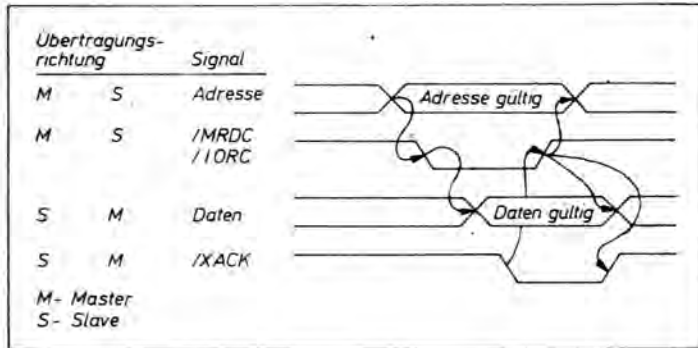 Übertragungs-
richtung Signal
M S Adresse
Adresse gültig
M S /MRDC
/IORC
S M Daten
Daten gültig
S M /XACK
M- Master
S- Slave